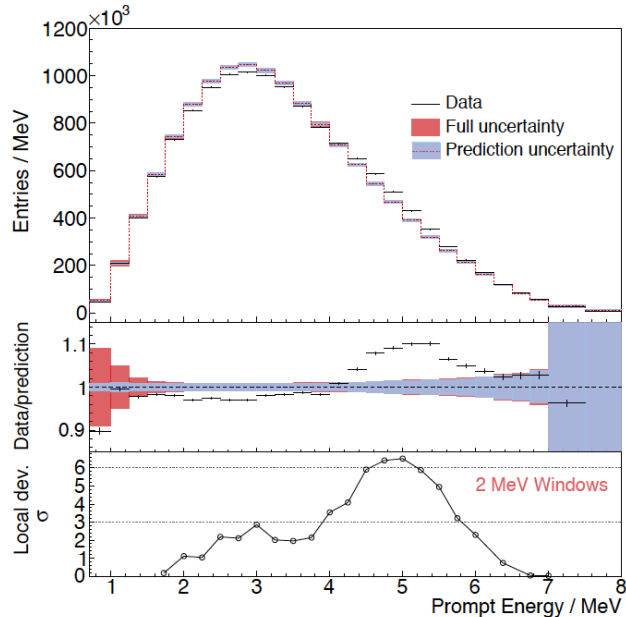 ×10³
1200
1000
800
600
400
200
0
Entries / MeV
Data
Full uncertainty
Prediction uncertainty
1.1
1
0.9
Data/prediction
6
5
4
3
2
1
0
Local dev.
σ
2 MeV Windows
1 2 3 4 5 6 7 8
Prompt Energy / MeV